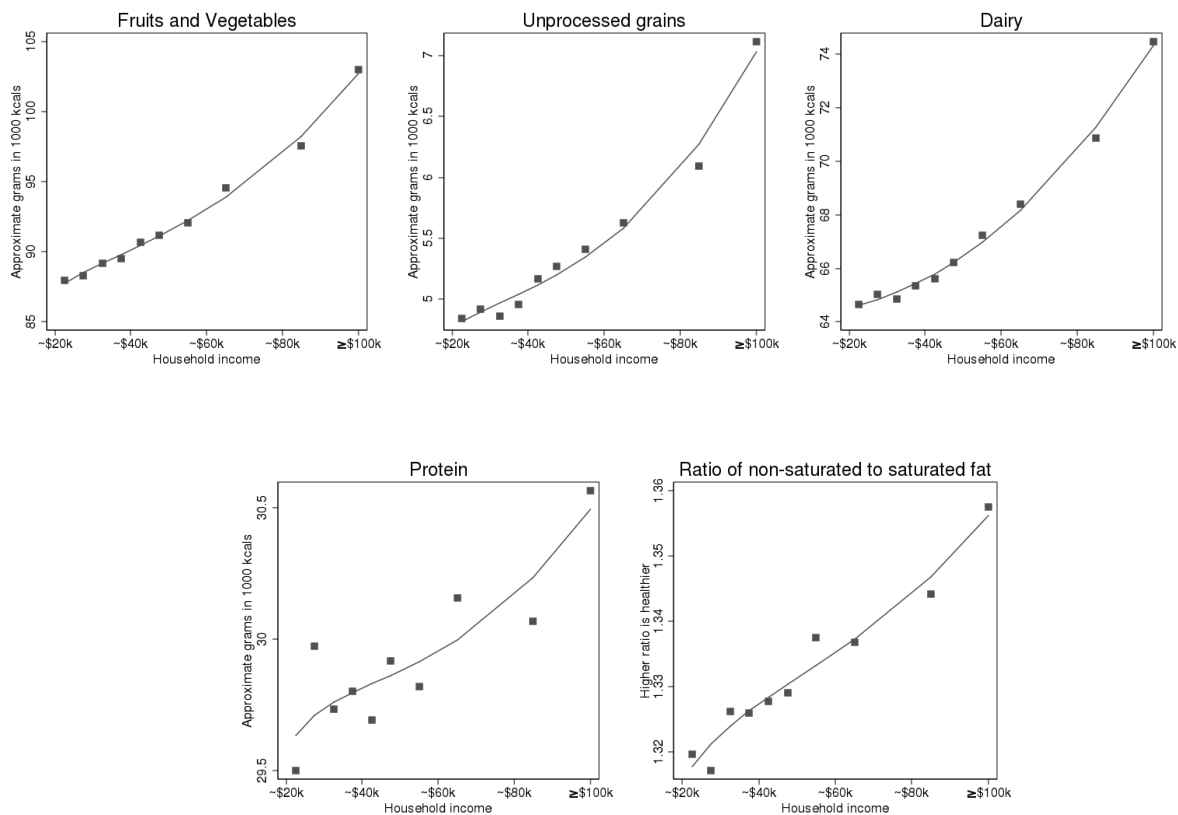 Fruits and Vegetables
Approximate grams in 1000 kcals
105
100
95
90
85
~$20k ~$40k ~$60k ~$80k ≥$100k
Household income
Unprocessed grains
Approximate grams in 1000 kcals
7
6.5
6
5.5
5
~$20k ~$40k ~$60k ~$80k ≥$100k
Household income
Dairy
Approximate grams in 1000 kcals
74
72
70
68
66
64
~$20k ~$40k ~$60k ~$80k ≥$100k
Household income
Protein
Approximate grams in 1000 kcals
30.5
30
29.5
~$20k ~$40k ~$60k ~$80k ≥$100k
Household income
Ratio of non-saturated to saturated fat
Higher ratio is healthier
1.36
1.35
1.34
1.33
1.32
~$20k ~$40k ~$60k ~$80k ≥$100k
Household income